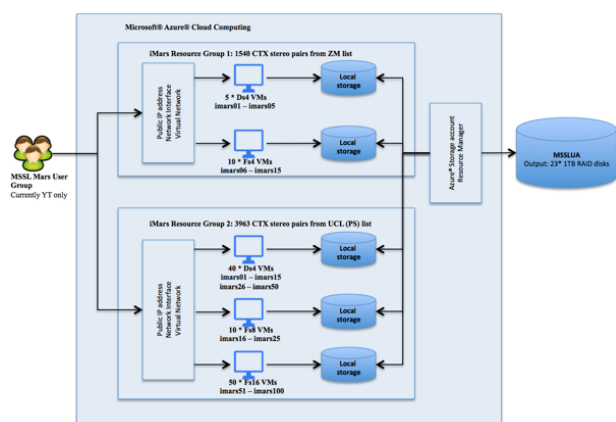 Microsoft® Azure® Cloud Computing
iMars Resource Group 1: 1540 CTX stereo pairs from ZM list
Public IP address
Network Interface
Virtual Network
5 * Ds4 VMs
imars01 – imars05
Local
storage
10 * Fs4 VMs
imars06 – imars15
Local
storage
MSSL Mars User
Group
Currently YT only
Azure® Storage account
Resource Manager
MSSLUA
Output: 23* 1TB RAID disks
iMars Resource Group 2: 3963 CTX stereo pairs from UCL (PS) list
Public IP address
Network Interface
Virtual Network
40 * Ds4 VMs
imars01 – imars15
imars26 – imars50
Local
storage
10 * Fs8 VMs
imars16 – imars25
Local
storage
50 * Fs16 VMs
imars51 – imars100
Local
storage